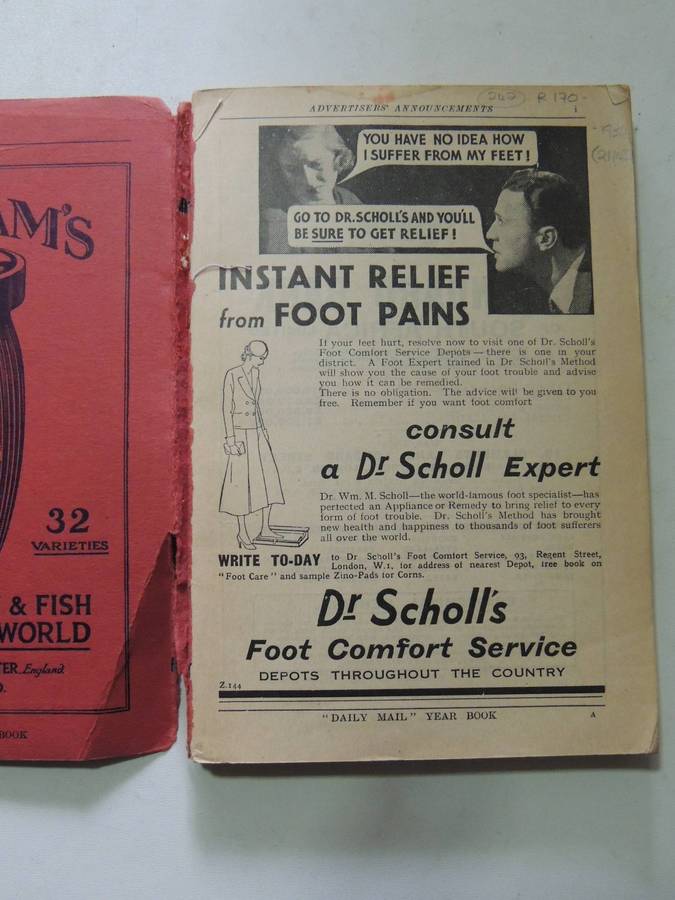 AM'S
32
VARIETIES
& FISH
WORLD
TER England.
BOOK
242 R 170-
ADVERTISERS' ANNOUNCEMENTS
i
YOU HAVE NO IDEA HOW
I SUFFER FROM MY FEET!
GO TO DR. SCHOLL'S AND YOU'LL
BE SURE TO GET RELIEF!
INSTANT RELIEF
from FOOT PAINS
If your feet hurt, resolve now to visit one of Dr. Scholl's
Foot Comfort Service Depots—there is one in your
district. A Foot Expert trained in Dr Scholl's Method
will show you the cause of your foot trouble and advise
you how it can be remedied.
There is no obligation. The advice will be given to you
free. Remember if you want foot comfort
consult
a Dr Scholl Expert
Dr. Wm. M. Scholl—the world-famous foot specialist—has
perfected an Appliance or Remedy to bring relief to every
form of foot trouble. Dr. Scholl's Method has brought
new health and happiness to thousands of foot sufferers
all over the world.
WRITE TO-DAY to Dr Scholl's Foot Comfort Service, 93, Regent Street,
London, W.1, for address of nearest Depot, free book on
"Foot Care" and sample Zino-Pads for Corns.
Dr Scholl's
Foot Comfort Service
DEPOTS THROUGHOUT THE COUNTRY
Z.144
"DAILY MAIL" YEAR BOOK
A